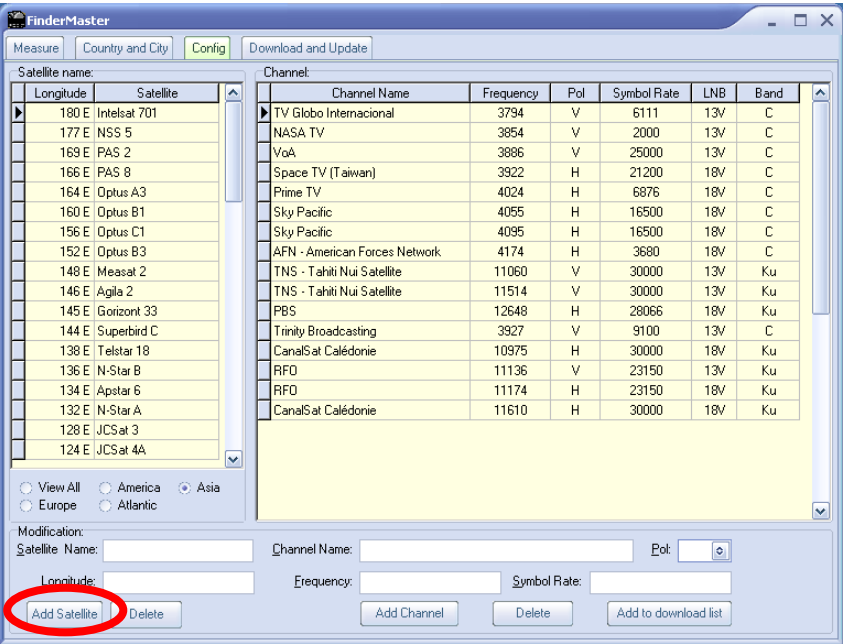 FinderMaster
Measure Country and City Config Download and Update
Satellite name:
Longitude Satellite
180 E Intelsat 701
177 E NSS 5
169 E PAS 2
166 E PAS 8
164 E Optus A3
160 E Optus B1
156 E Optus C1
152 E Optus B3
148 E Measat 2
146 E Agila 2
145 E Gorizont 33
144 E Superbird C
138 E Telstar 18
136 E N-Star B
134 E Apstar 6
132 E N-Star A
128 E JCSat 3
124 E JCSat 4A
View All America Asia
Europe Atlantic
Channel:
Channel Name Frequency Pol Symbol Rate LNB Band
TV Globo Internacional 3794 V 6111 13V C
NASA TV 3854 V 2000 13V C
VoA 3886 V 25000 13V C
Space TV (Taiwan) 3922 H 21200 18V C
Prime TV 4024 H 6876 18V C
Sky Pacific 4055 H 16500 18V C
Sky Pacific 4095 H 16500 18V C
AFN - American Forces Network 4174 H 3680 18V C
TNS - Tahiti Nui Satellite 11060 V 30000 13V Ku
TNS - Tahiti Nui Satellite 11514 V 30000 13V Ku
PBS 12648 H 28066 18V Ku
Trinity Broadcasting 3927 V 9100 13V C
CanalSat Calédonie 10975 H 30000 18V Ku
RFO 11136 V 23150 13V Ku
RFO 11174 H 23150 18V Ku
CanalSat Calédonie 11610 H 30000 18V Ku
Modification:
Satellite Name: Channel Name: Pol:
Longitude: Frequency: Symbol Rate:
Add Satellite Delete Add Channel Delete Add to download list